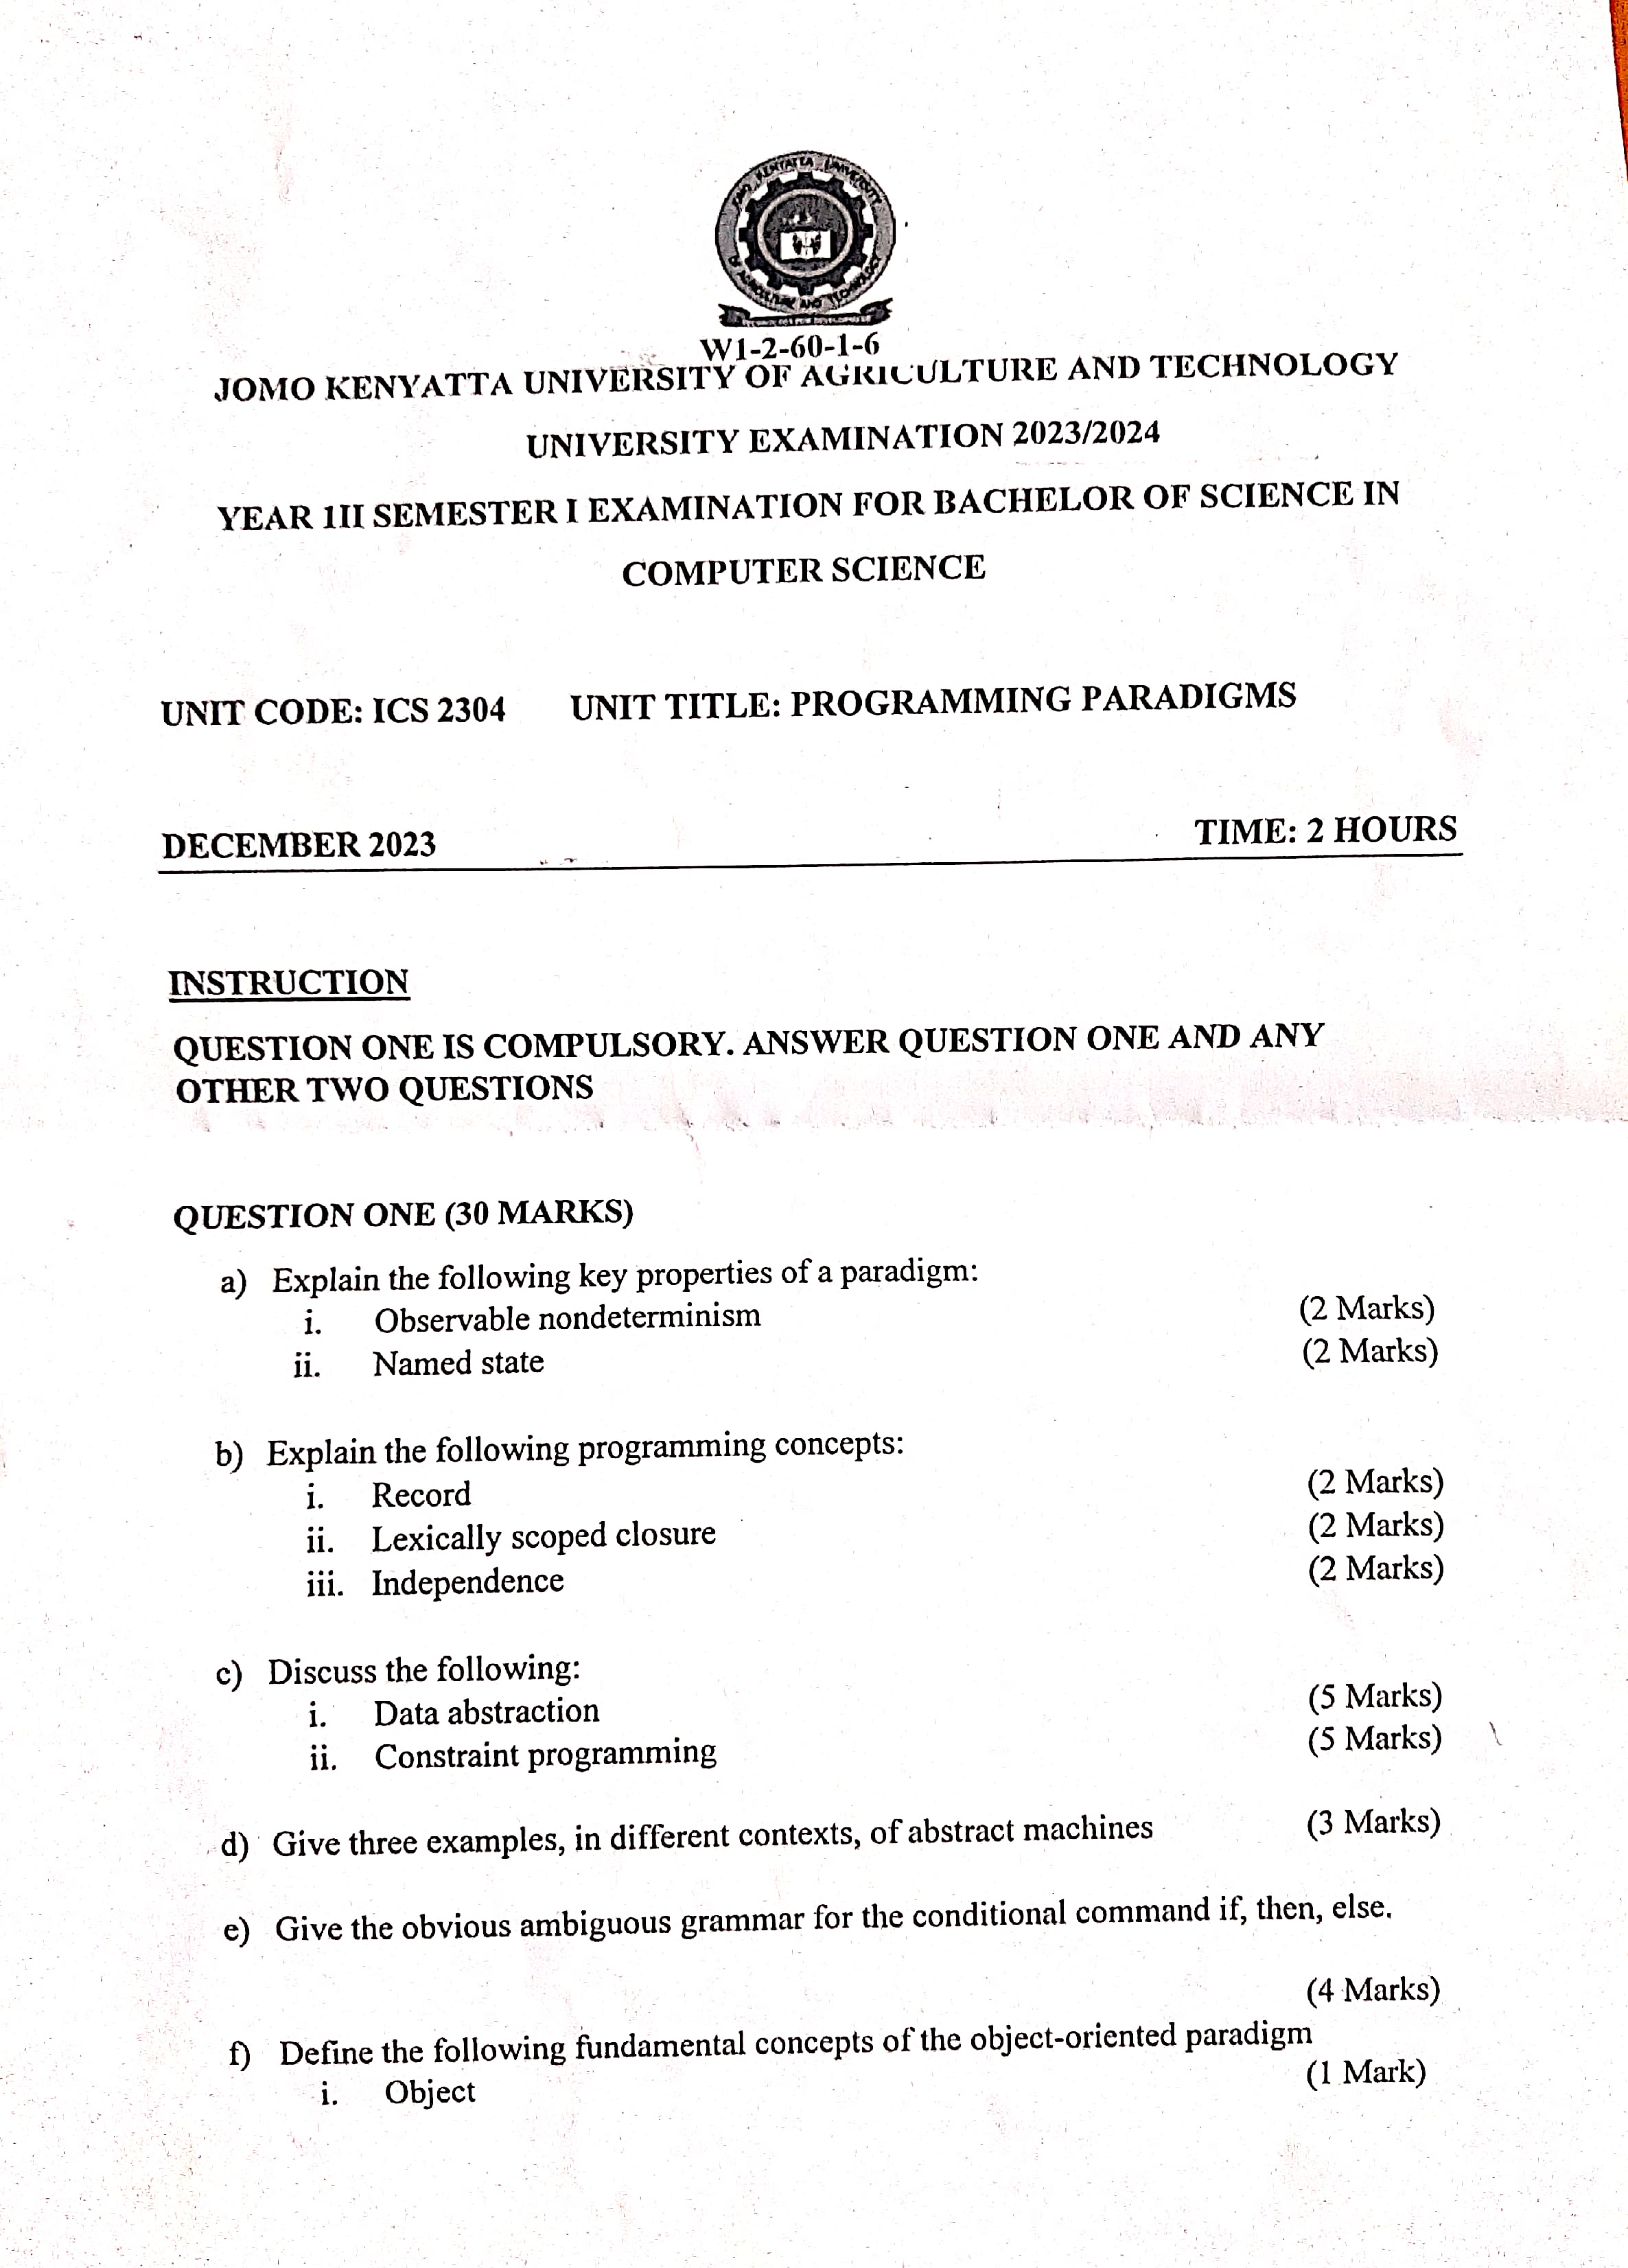 JOMO KENYATTA UNIVERSITY
OF AGRICULTURE AND TECHNOLOGY
W1-2-60-1-6
JOMO KENYATTA UNIVERSITY OF AGRICULTURE AND TECHNOLOGY
UNIVERSITY EXAMINATION 2023/2024
YEAR 1II SEMESTER I EXAMINATION FOR BACHELOR OF SCIENCE IN
COMPUTER SCIENCE
UNIT CODE: ICS 2304 UNIT TITLE: PROGRAMMING PARADIGMS
DECEMBER 2023 TIME: 2 HOURS
INSTRUCTION
QUESTION ONE IS COMPULSORY. ANSWER QUESTION ONE AND ANY
OTHER TWO QUESTIONS
QUESTION ONE (30 MARKS)
a) Explain the following key properties of a paradigm:
i. Observable nondeterminism (2 Marks)
ii. Named state (2 Marks)
b) Explain the following programming concepts:
i. Record (2 Marks)
ii. Lexically scoped closure (2 Marks)
iii. Independence (2 Marks)
c) Discuss the following:
i. Data abstraction (5 Marks)
ii. Constraint programming (5 Marks)
d) Give three examples, in different contexts, of abstract machines (3 Marks)
e) Give the obvious ambiguous grammar for the conditional command if, then, else.
(4 Marks)
f) Define the following fundamental concepts of the object-oriented paradigm
i. Object (1 Mark)